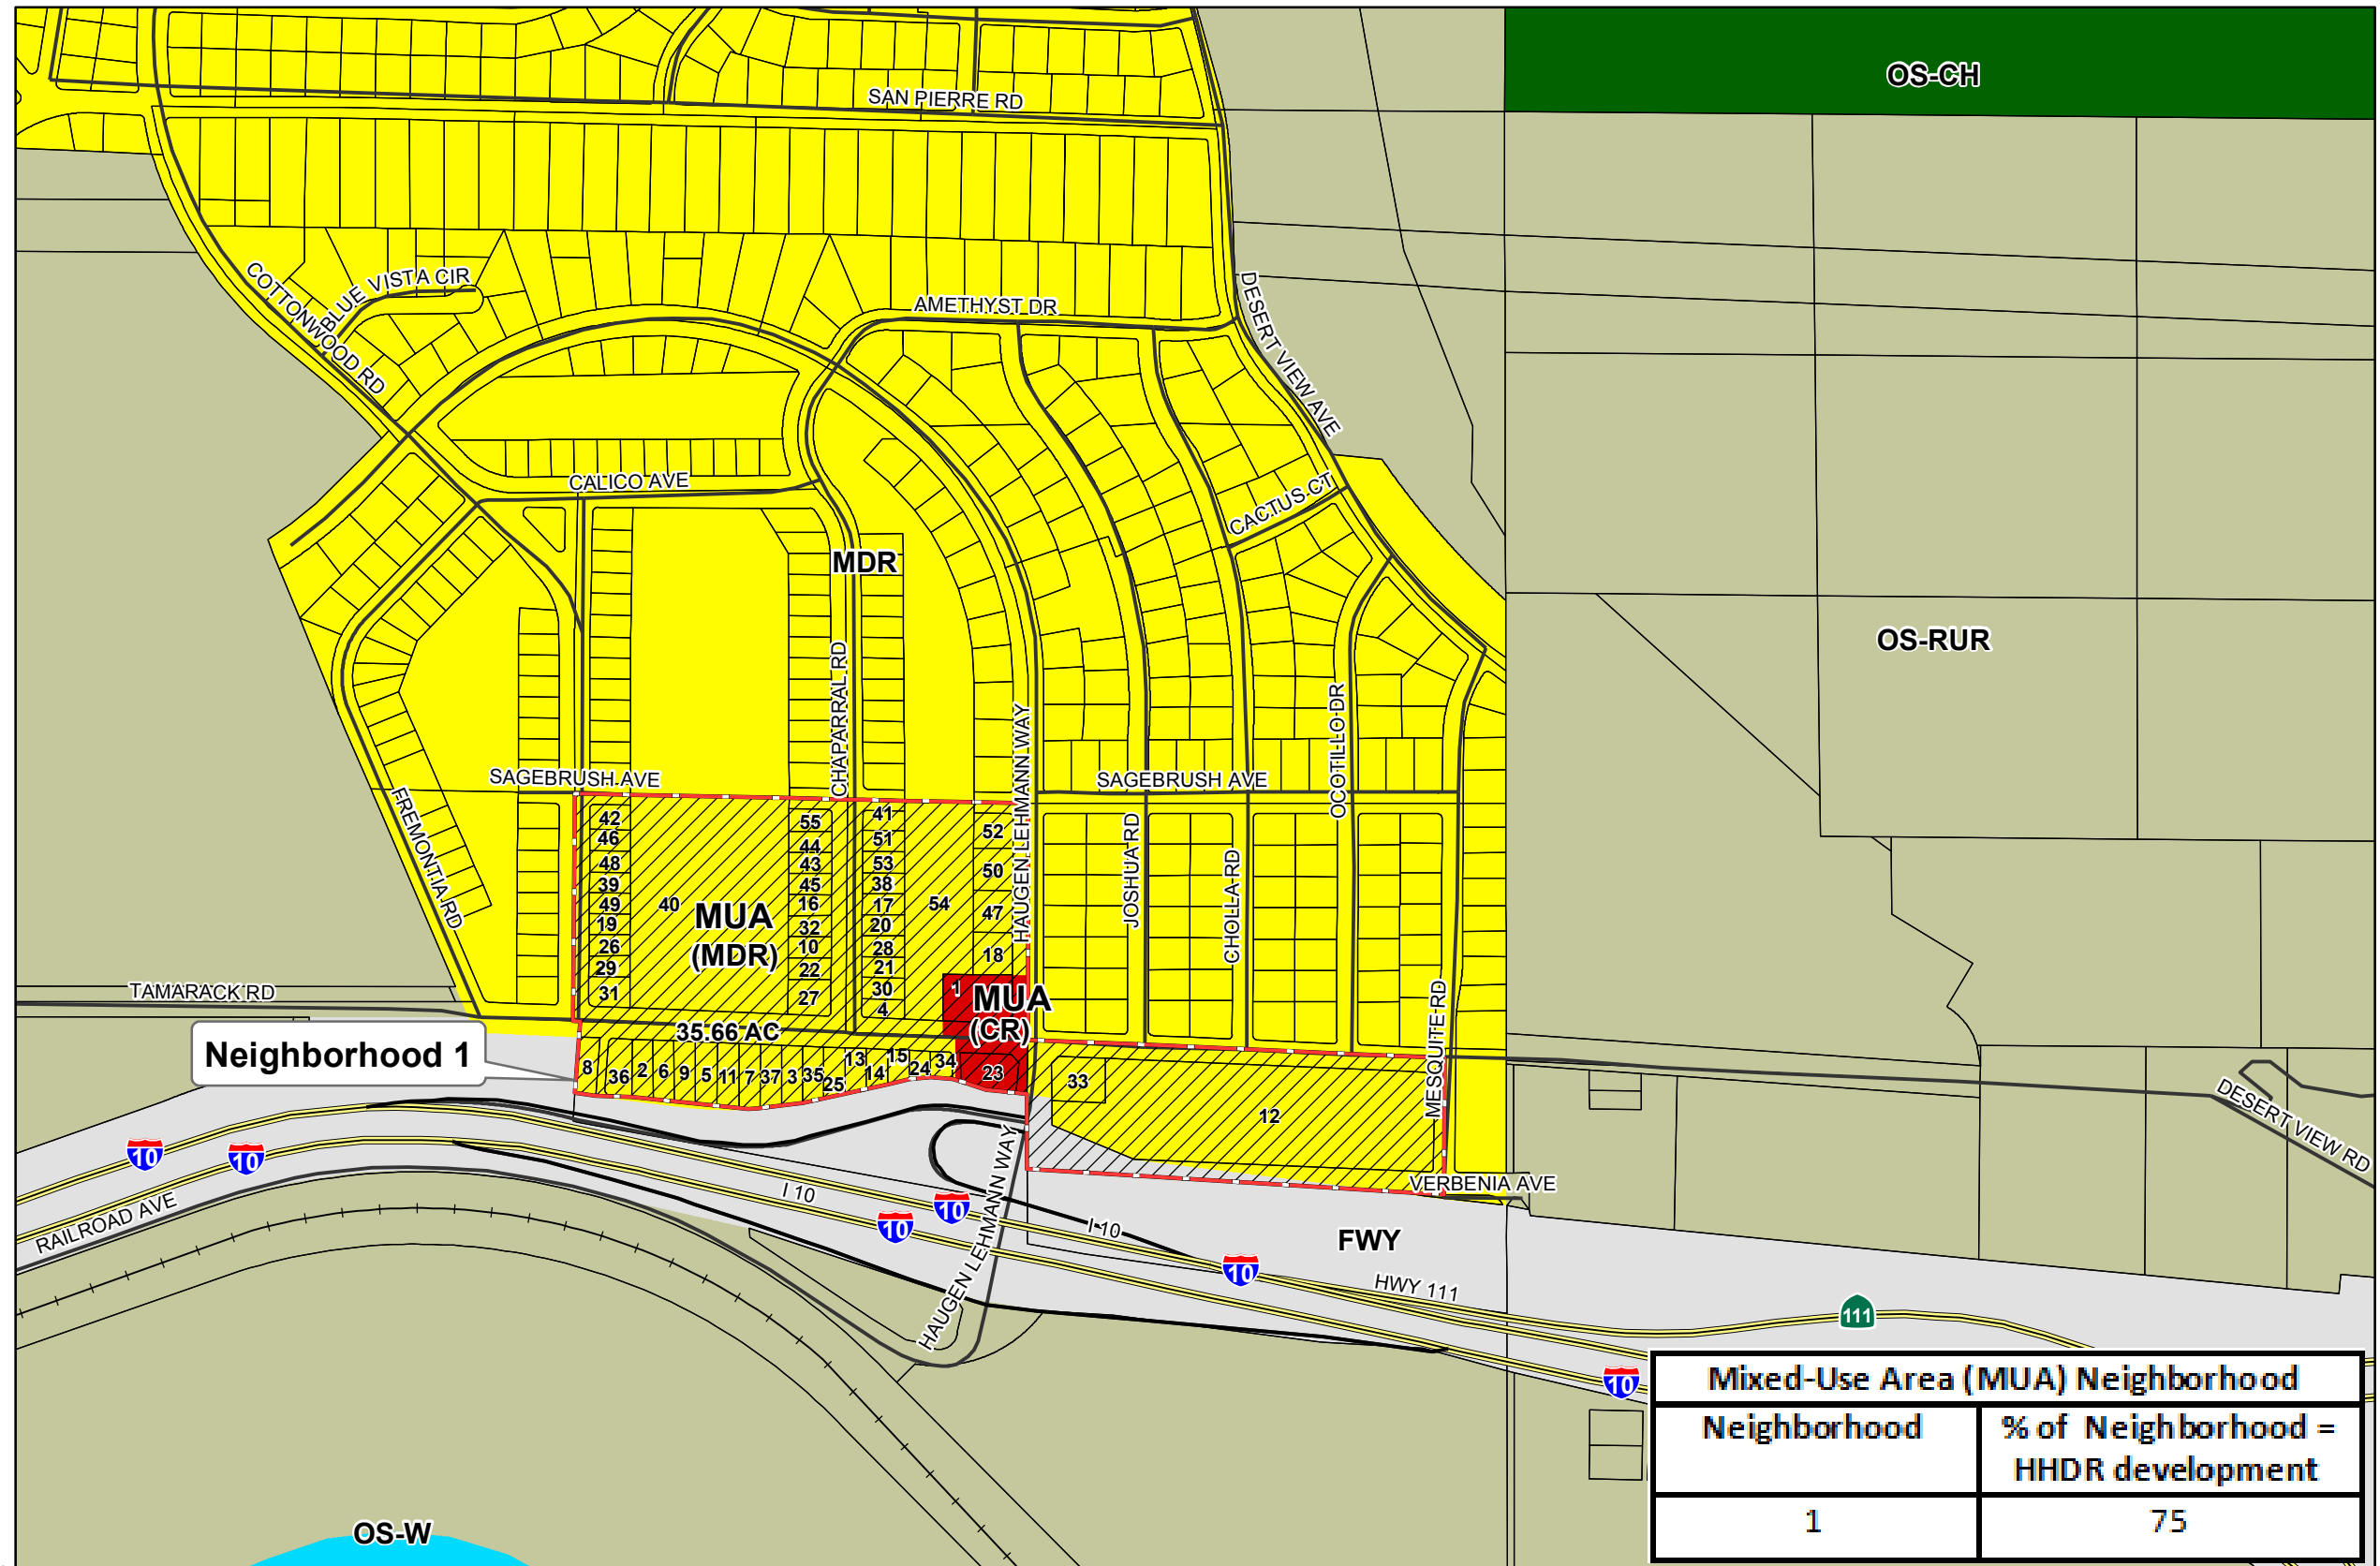 OS-CH
SAN PIERRE RD
BLUE VISTA CIR
COTTONWOOD RD
AMETHYST DR
DESERT VIEW AVE
CALICO AVE
CACTUS CT
MDR
OS-RUR
CHAPARRAL RD
HAUGEN LEHMANN WAY
OCOTILLO DR
SAGEBRUSH AVE
SAGEBRUSH AVE
FREMONTIA RD
JOSHUA RD
CHOLLA RD
MESQUITE RD
42
46
48
39
49
19
26
29
31
40
MUA
(MDR)
55
44
43
45
16
32
10
22
27
41
51
53
38
17
20
28
21
30
4
54
52
50
47
18
1
MUA
(CR)
TAMARACK RD
35.66 AC
Neighborhood 1
8
36
2
6
9
5
11
7
37
3
35
25
13
14
15
24
34
23
33
12
DESERT VIEW RD
VERBENIA AVE
10
10
RAILROAD AVE
I 10
10
10
HAUGEN LEHMANN WAY
I 10
10
FWY
HWY 111
111
10
Mixed-Use Area (MUA) Neighborhood
Neighborhood
% of Neighborhood =
HHDR development
1
75
OS-W